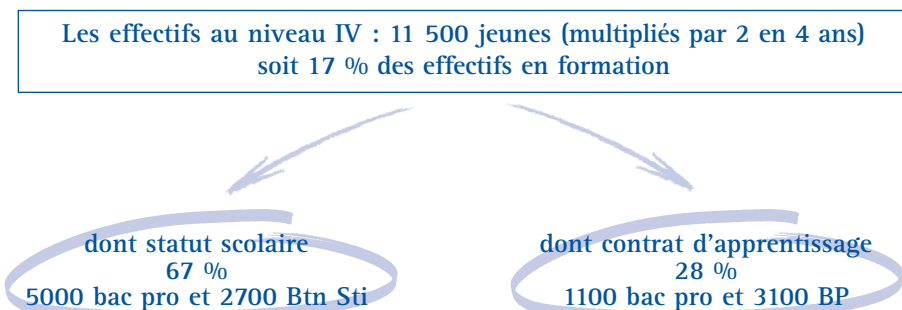 Les effectifs au niveau IV : 11 500 jeunes (multipliés par 2 en 4 ans)
soit 17 % des effectifs en formation
dont statut scolaire
67 %
5000 bac pro et 2700 Btn Sti
dont contrat d'apprentissage
28 %
1100 bac pro et 3100 BP